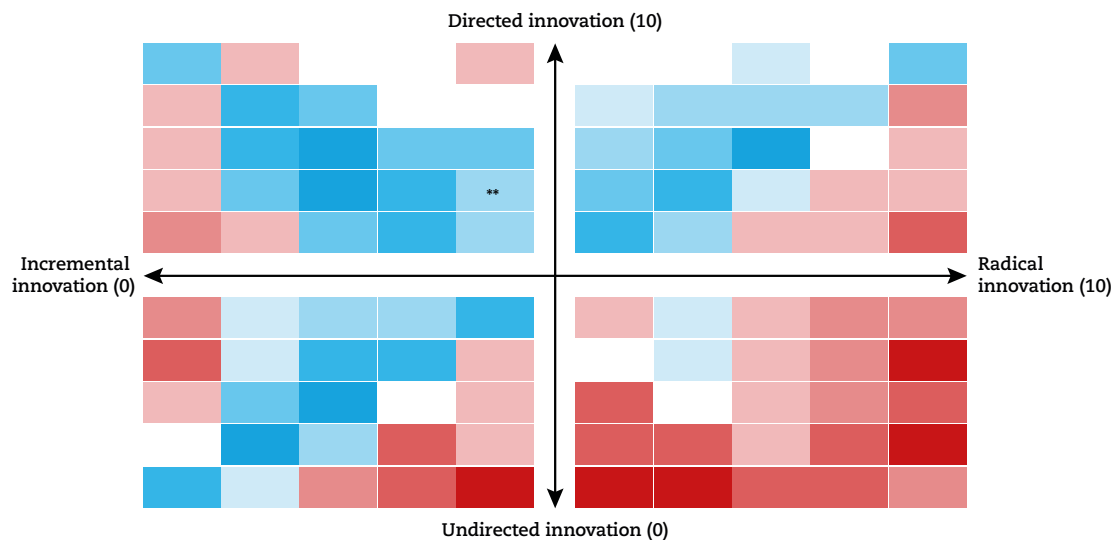 Directed innovation (10)
**
Incremental
innovation (0)
Radical
innovation (10)
Undirected innovation (0)